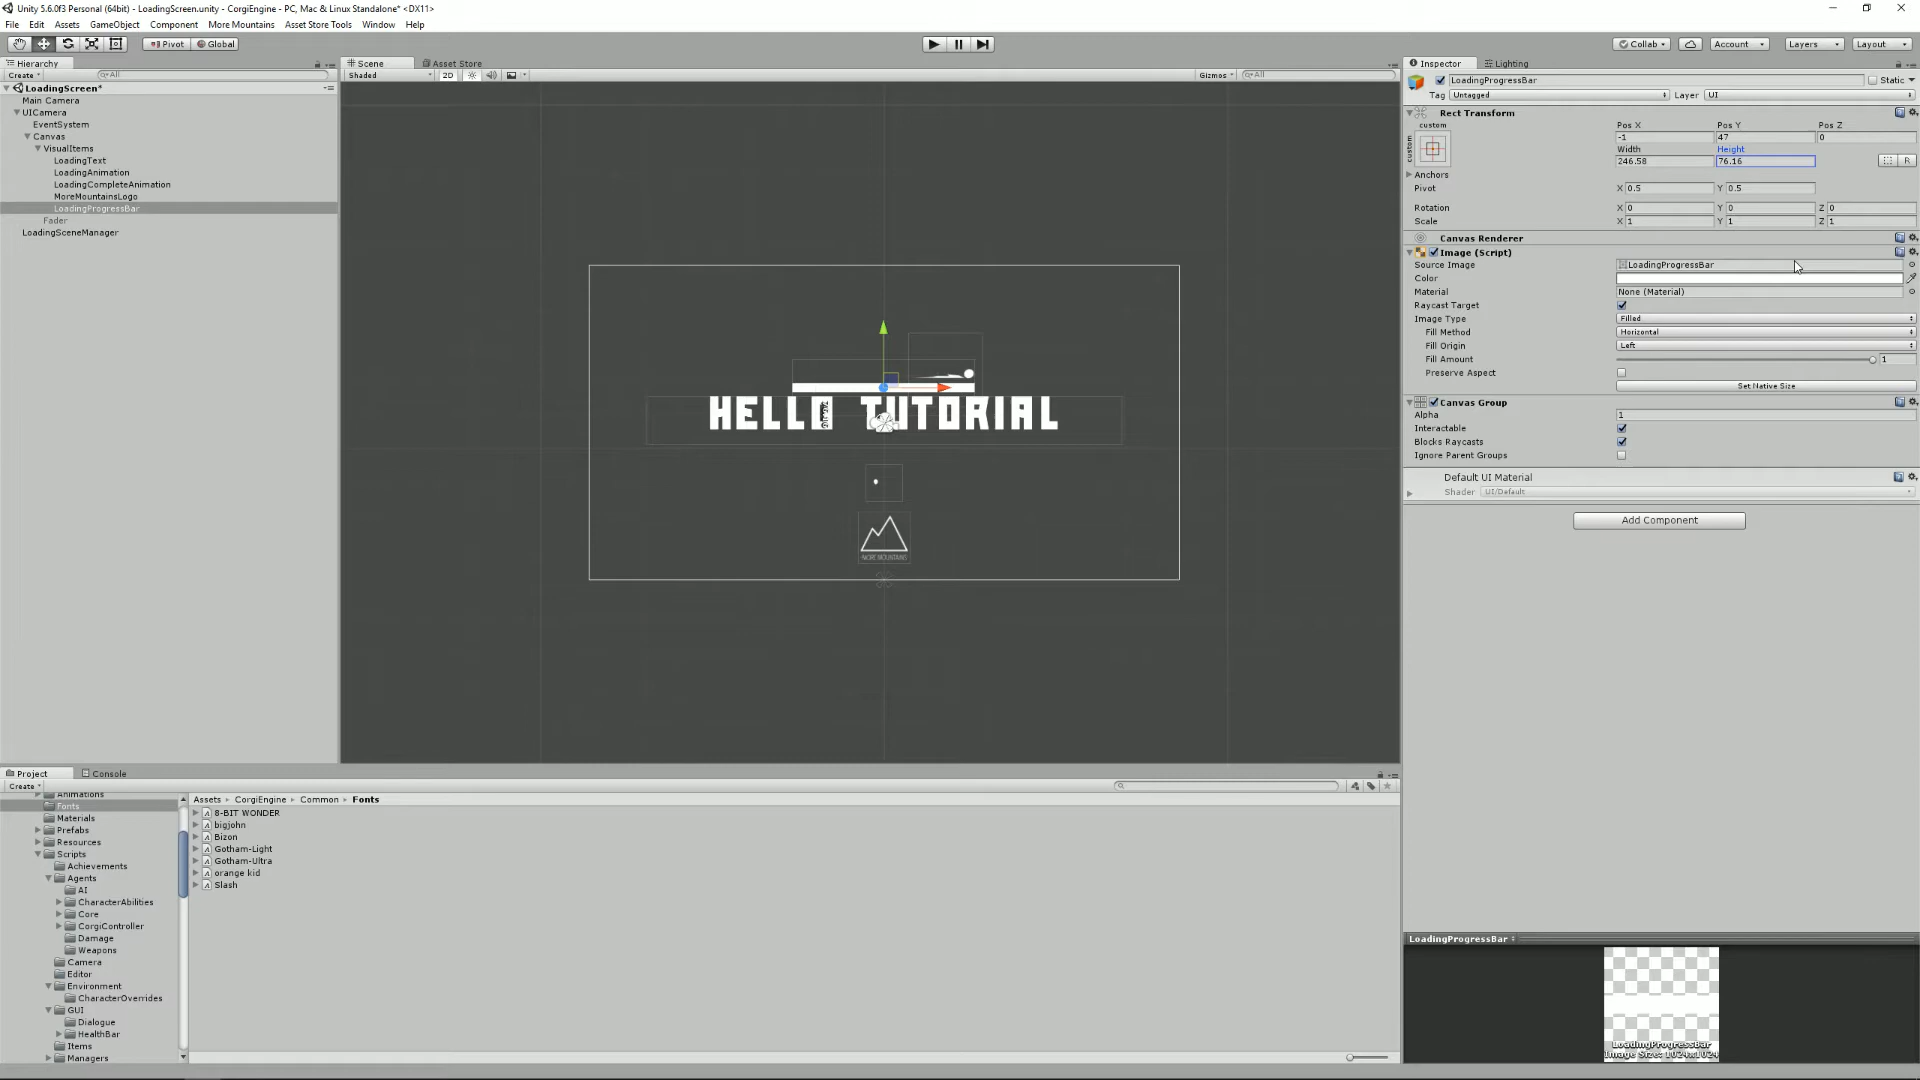 Unity 5.6.0f3 Personal (64bit) - LoadingScreen.unity - CorgiEngine - PC, Mac & Linux Standalone* <DX11>
File Edit Assets GameObject Component More Mountains Asset Store Tools Window Help
Pivot Global Collab Account Layers Layout
Hierarchy Scene Asset Store Inspector Lighting
Create All Shaded 2D Gizmos All
LoadingScreen*
Main Camera
UICamera
EventSystem
Canvas
VisualItems
LoadingText
LoadingAnimation
LoadingCompleteAnimation
MoreMountainsLogo
LoadingProgressBar
Fader
LoadingSceneManager
HELLO TUTORIAL
MORE MOUNTAINS
LoadingProgressBar Static
Tag Untagged Layer UI
Rect Transform
custom Pos X Pos Y Pos Z
custom -1 47 0
Width Height
246.58 76.16 R
Anchors
Pivot X 0.5 Y 0.5
Rotation X 0 Y 0 Z 0
Scale X 1 Y 1 Z 1
Canvas Renderer
Image (Script)
Source Image LoadingProgressBar
Color
Material None (Material)
Raycast Target
Image Type Filled
Fill Method Horizontal
Fill Origin Left
Fill Amount 1
Preserve Aspect
Set Native Size
Canvas Group
Alpha 1
Interactable
Blocks Raycasts
Ignore Parent Groups
Default UI Material
Shader UI/Default
Add Component
Project Console
Create
Animations
Fonts
Materials
Prefabs
Resources
Scripts
Achievements
Agents
AI
CharacterAbilities
Core
CorgiController
Damage
Weapons
Camera
Editor
Environment
CharacterOverrides
GUI
Dialogue
HealthBar
Items
Managers
Assets CorgiEngine Common Fonts
8-BIT WONDER
bigjohn
Bizon
Gotham-Light
Gotham-Ultra
orange kid
Slash
LoadingProgressBar
LoadingProgressBar
Image Size: 1024x1024